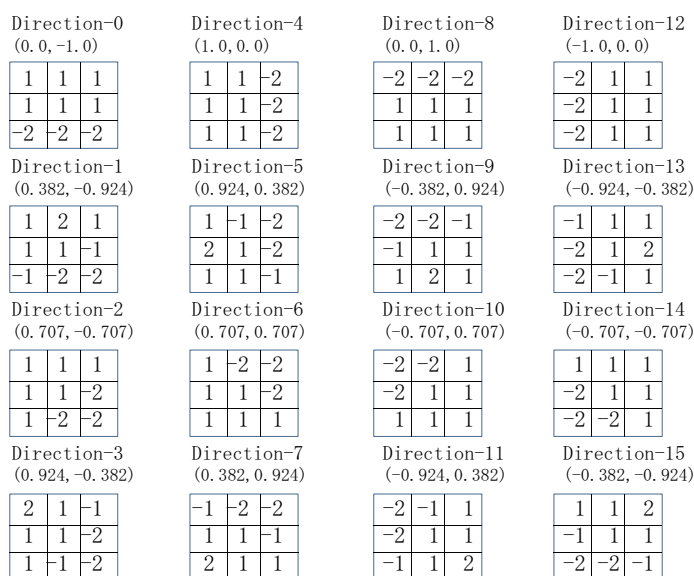 Direction-0 Direction-4 Direction-8 Direction-12
(0.0,-1.0) (1.0,0.0) (0.0,1.0) (-1.0,0.0)
1 1 1 1 1 -2 -2 -2 -2 -2 1 1
1 1 1 1 1 -2 1 1 1 -2 1 1
-2 -2 -2 1 1 -2 1 1 1 -2 1 1
Direction-1 Direction-5 Direction-9 Direction-13
(0.382,-0.924) (0.924,0.382) (-0.382,0.924) (-0.924,-0.382)
1 2 1 1 -1 -2 -2 -2 -1 -1 1 1
1 1 -1 2 1 -2 -1 1 1 -2 1 2
-1 -2 -2 1 1 -1 1 2 1 -2 -1 1
Direction-2 Direction-6 Direction-10 Direction-14
(0.707,-0.707) (0.707,0.707) (-0.707,0.707) (-0.707,-0.707)
1 1 1 1 -2 -2 -2 -2 1 1 1 1
1 1 -2 1 1 -2 -2 1 1 -2 1 1
1 -2 -2 1 1 1 1 1 1 -2 -2 1
Direction-3 Direction-7 Direction-11 Direction-15
(0.924,-0.382) (0.382,0.924) (-0.924,0.382) (-0.382,-0.924)
2 1 -1 -1 -2 -2 -2 -1 1 1 1 2
1 1 -2 1 1 -1 -2 1 1 -1 1 1
1 -1 -2 2 1 1 -1 1 2 -2 -2 -1